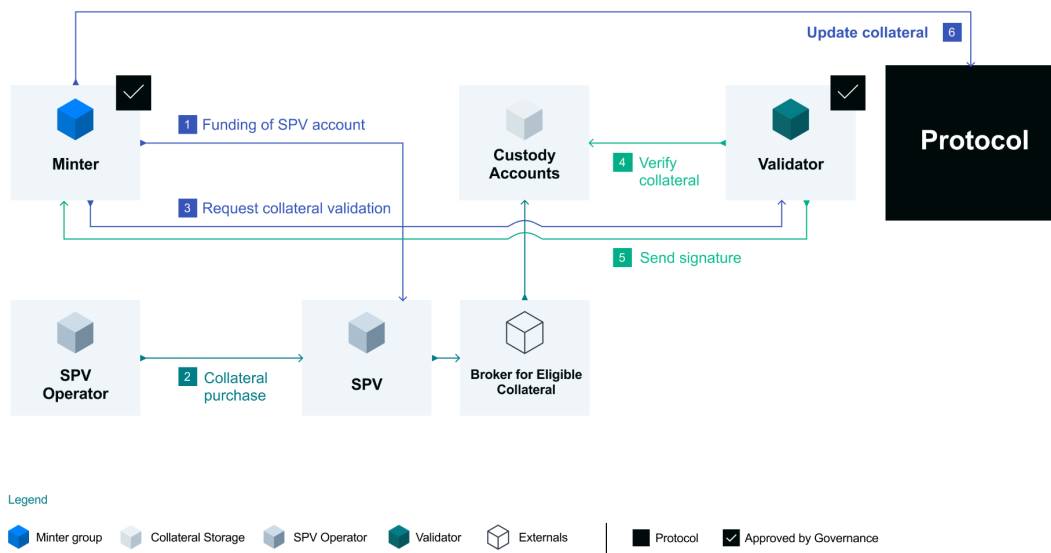 Update collateral 6
Minter
1 Funding of SPV account
Custody
Accounts
4 Verify
collateral
Validator
Protocol
3 Request collateral validation
5 Send signature
SPV
Operator
2 Collateral
purchase
SPV
Broker for Eligible
Collateral
Legend
Minter group
Collateral Storage
SPV Operator
Validator
Externals
Protocol
Approved by Governance